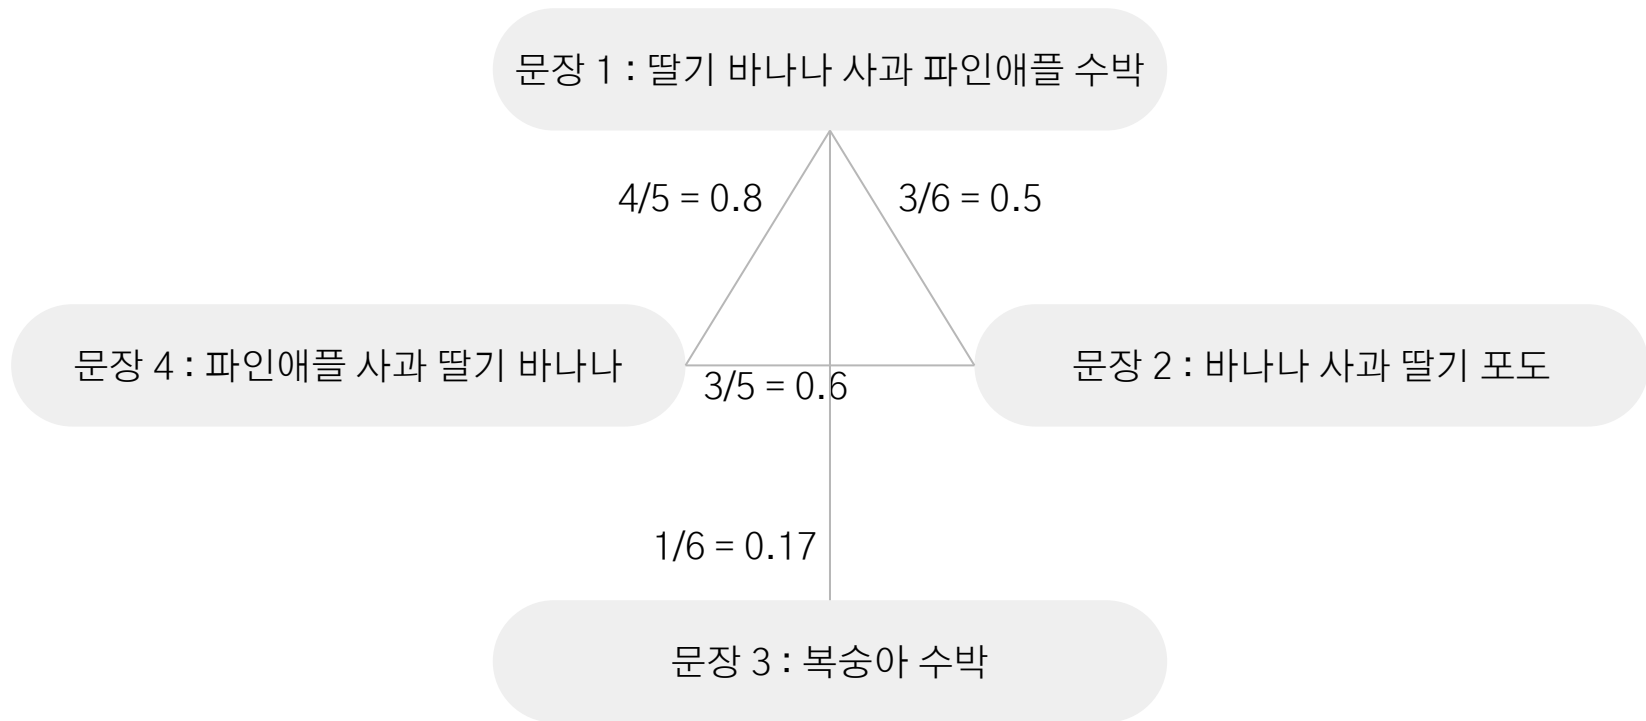 문장 1 : 딸기 바나나 사과 파인애플 수박
4/5 = 0.8
3/6 = 0.5
문장 4 : 파인애플 사과 딸기 바나나
3/5 = 0.6
문장 2 : 바나나 사과 딸기 포도
1/6 = 0.17
문장 3 : 복숭아 수박